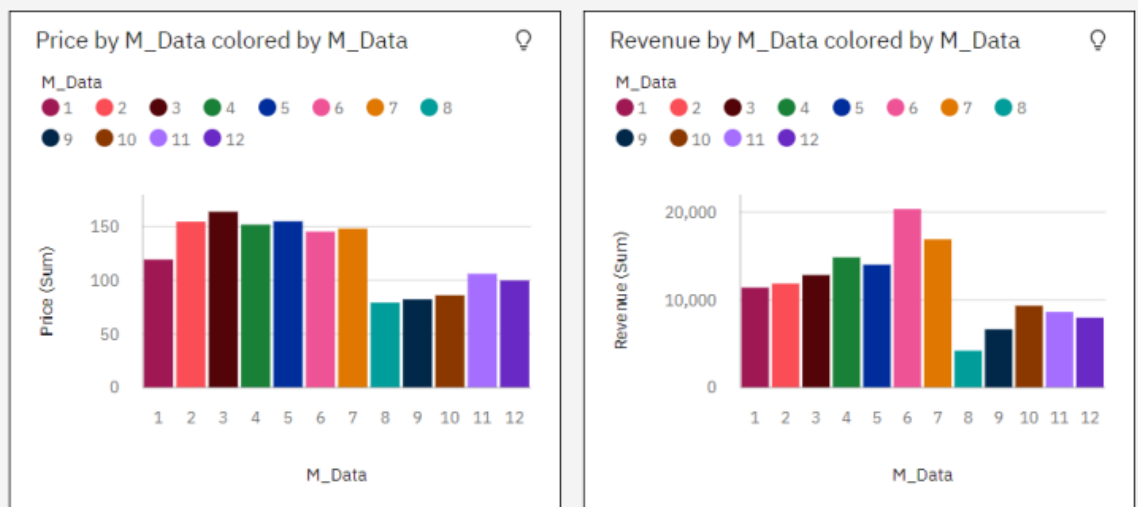 Price by M_Data colored by M_Data
M_Data
1 2 3 4 5 6 7 8
9 10 11 12
150
100
50
0
Price (Sum)
1 2 3 4 5 6 7 8 9 10 11 12
M_Data
Revenue by M_Data colored by M_Data
M_Data
1 2 3 4 5 6 7 8
9 10 11 12
20,000
10,000
0
Revenue (Sum)
1 2 3 4 5 6 7 8 9 10 11 12
M_Data